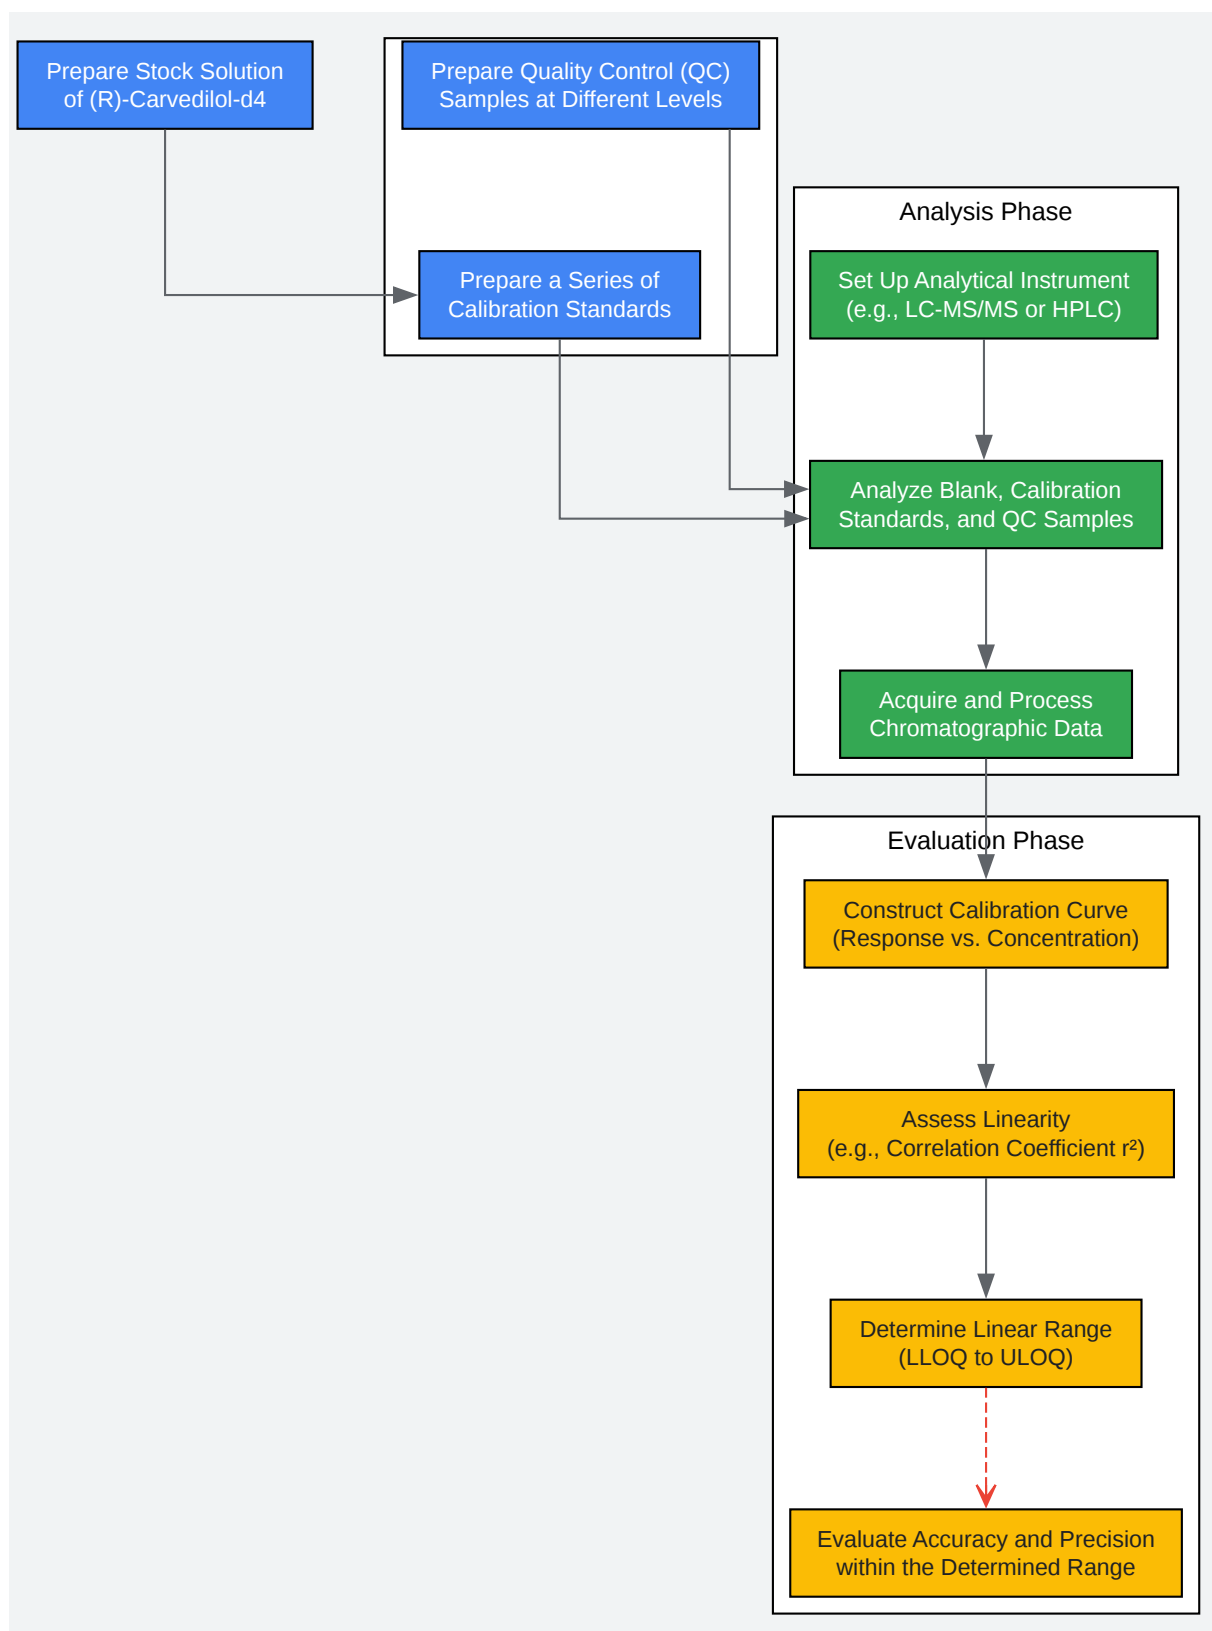 Prepare Stock Solution
of (R)-Carvedilol-d4
Prepare Quality Control (QC)
Samples at Different Levels
Prepare a Series of
Calibration Standards
Analysis Phase
Set Up Analytical Instrument
(e.g., LC-MS/MS or HPLC)
Analyze Blank, Calibration
Standards, and QC Samples
Acquire and Process
Chromatographic Data
Evaluation Phase
Construct Calibration Curve
(Response vs. Concentration)
Assess Linearity
(e.g., Correlation Coefficient r²)
Determine Linear Range
(LLOQ to ULOQ)
Evaluate Accuracy and Precision
within the Determined Range